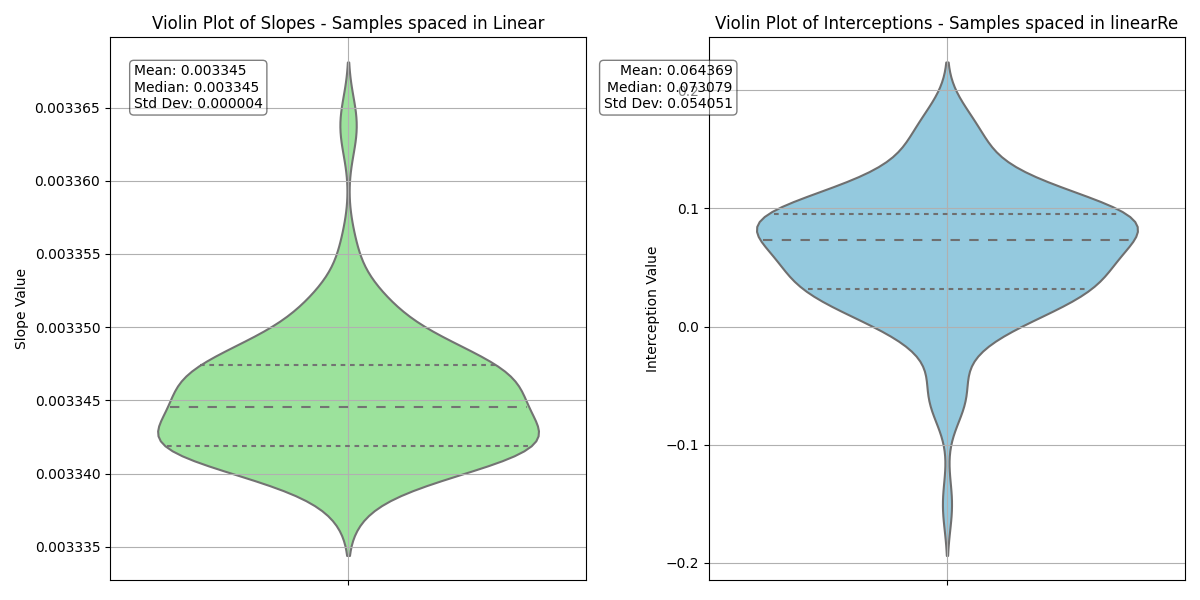 Violin Plot of Slopes - Samples spaced in Linear
Mean: 0.003345
Median: 0.003345
Std Dev: 0.000004
0.003365
0.003360
0.003355
0.003350
0.003345
0.003340
0.003335
Slope Value
Violin Plot of Interceptions - Samples spaced in linearRe
Mean: 0.064369
Median: 0.073079
Std Dev: 0.054051
0.2
0.1
0.0
−0.1
−0.2
Interception Value